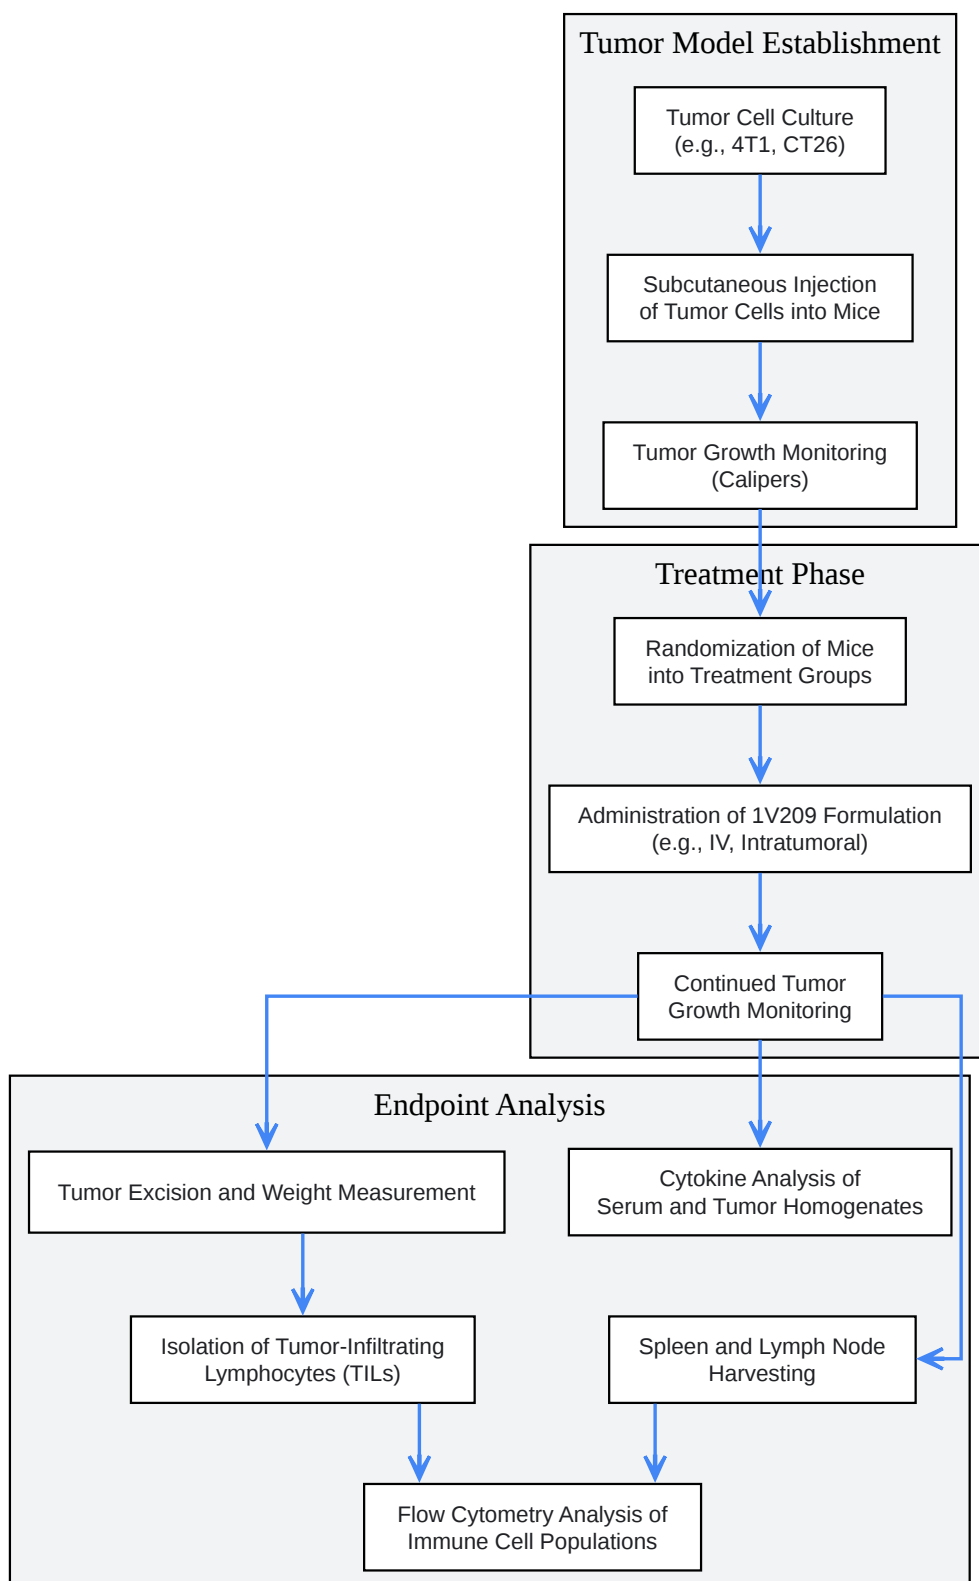 Tumor Model Establishment
Tumor Cell Culture
(e.g., 4T1, CT26)
Subcutaneous Injection
of Tumor Cells into Mice
Tumor Growth Monitoring
(Calipers)
Treatment Phase
Randomization of Mice
into Treatment Groups
Administration of 1V209 Formulation
(e.g., IV, Intratumoral)
Continued Tumor
Growth Monitoring
Endpoint Analysis
Tumor Excision and Weight Measurement
Cytokine Analysis of
Serum and Tumor Homogenates
Isolation of Tumor-Infiltrating
Lymphocytes (TILs)
Spleen and Lymph Node
Harvesting
Flow Cytometry Analysis of
Immune Cell Populations